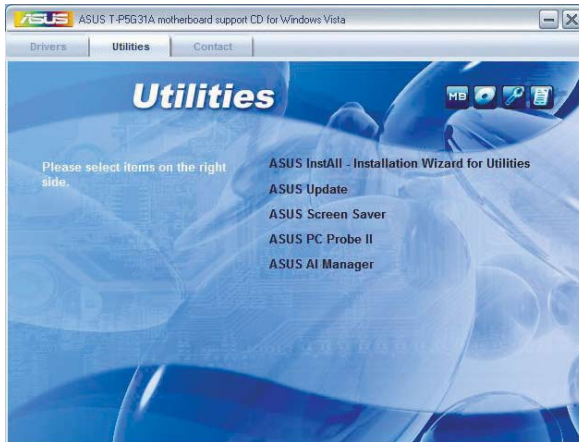 ASUS ASUS T-P5G31A motherboard support CD for Windows Vista
Drivers Utilities Contact
Utilities
MB
Please select items on the right
side.
ASUS InstAll - Installation Wizard for Utilities
ASUS Update
ASUS Screen Saver
ASUS PC Probe II
ASUS AI Manager